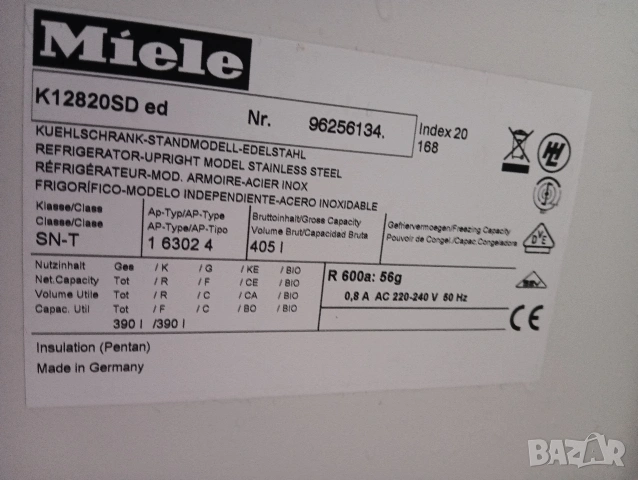 Miele
K12820SD ed Nr. 96256134. Index 20
168
KUEHLSCHRANK-STANDMODELL-EDELSTAHL
REFRIGERATOR-UPRIGHT MODEL STAINLESS STEEL
RÉFRIGÉRATEUR-MOD. ARMOIRE-ACIER INOX
FRIGORÍFICO-MODELO INDEPENDIENTE-ACERO INOXIDABLE
Klasse/Class Ap-Typ/AP-Type Bruttoinhalt/Gross Capacity Gefriervermoegen/Freezing Capacity
Classe/Clase AP-Type/AP-Tipo Volume Brut/Capacidad Bruta Pouvoir de Congel./Cap.Congeladora
SN-T 1 6302 4 405 l
Nutzinhalt Ges / K / G / KE / BIO
Net.Capacity Tot / R / F / CE / BIO
Volume Utile Tot / R / C / CA / BIO
Capac. Util Tot / F / C / BO / BIO
390 l /390 l
R 600a: 56g
0,8 A AC 220-240 V 50 Hz
Insulation (Pentan)
Made in Germany
DVE
CE
BAZAR